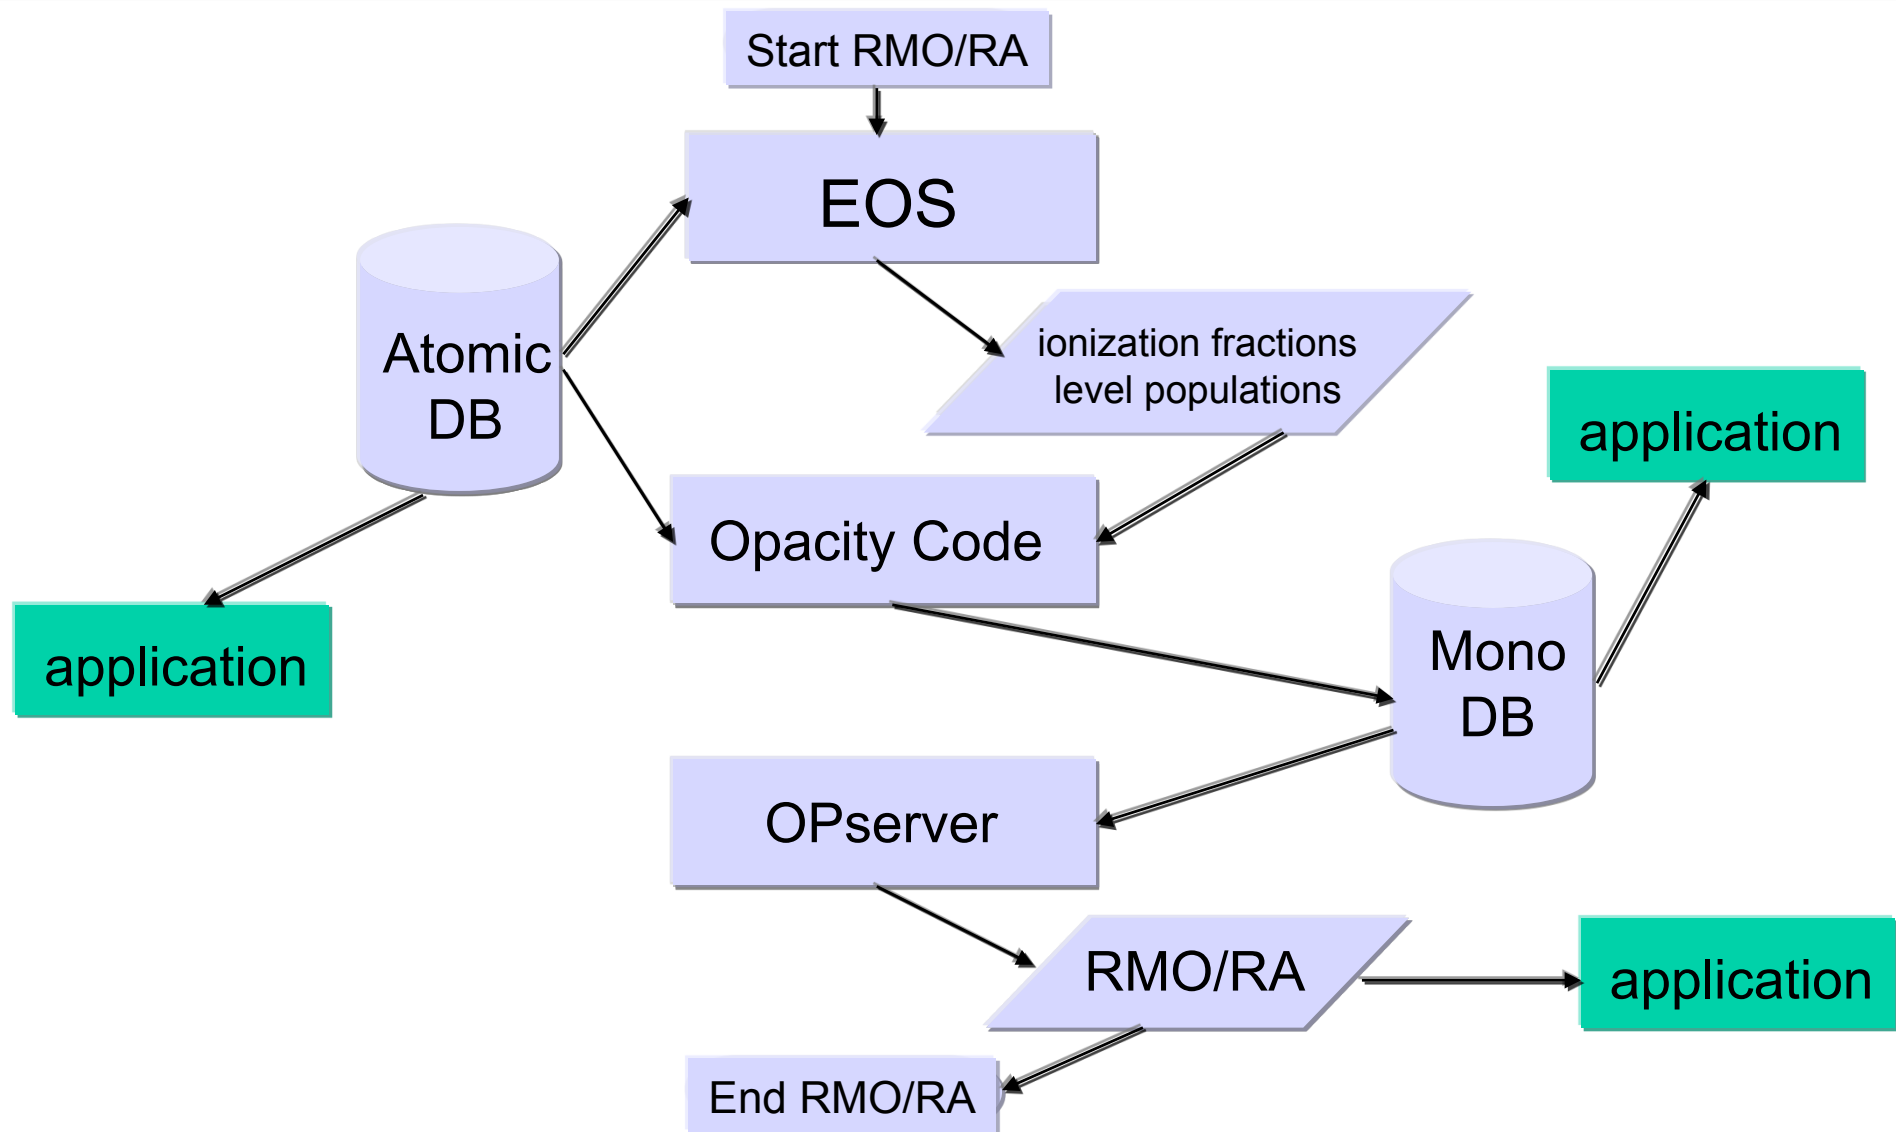 Start RMO/RA
EOS
Atomic
DB
ionization fractions
level populations
application
Opacity Code
application
Mono
DB
OPserver
RMO/RA
application
End RMO/RA